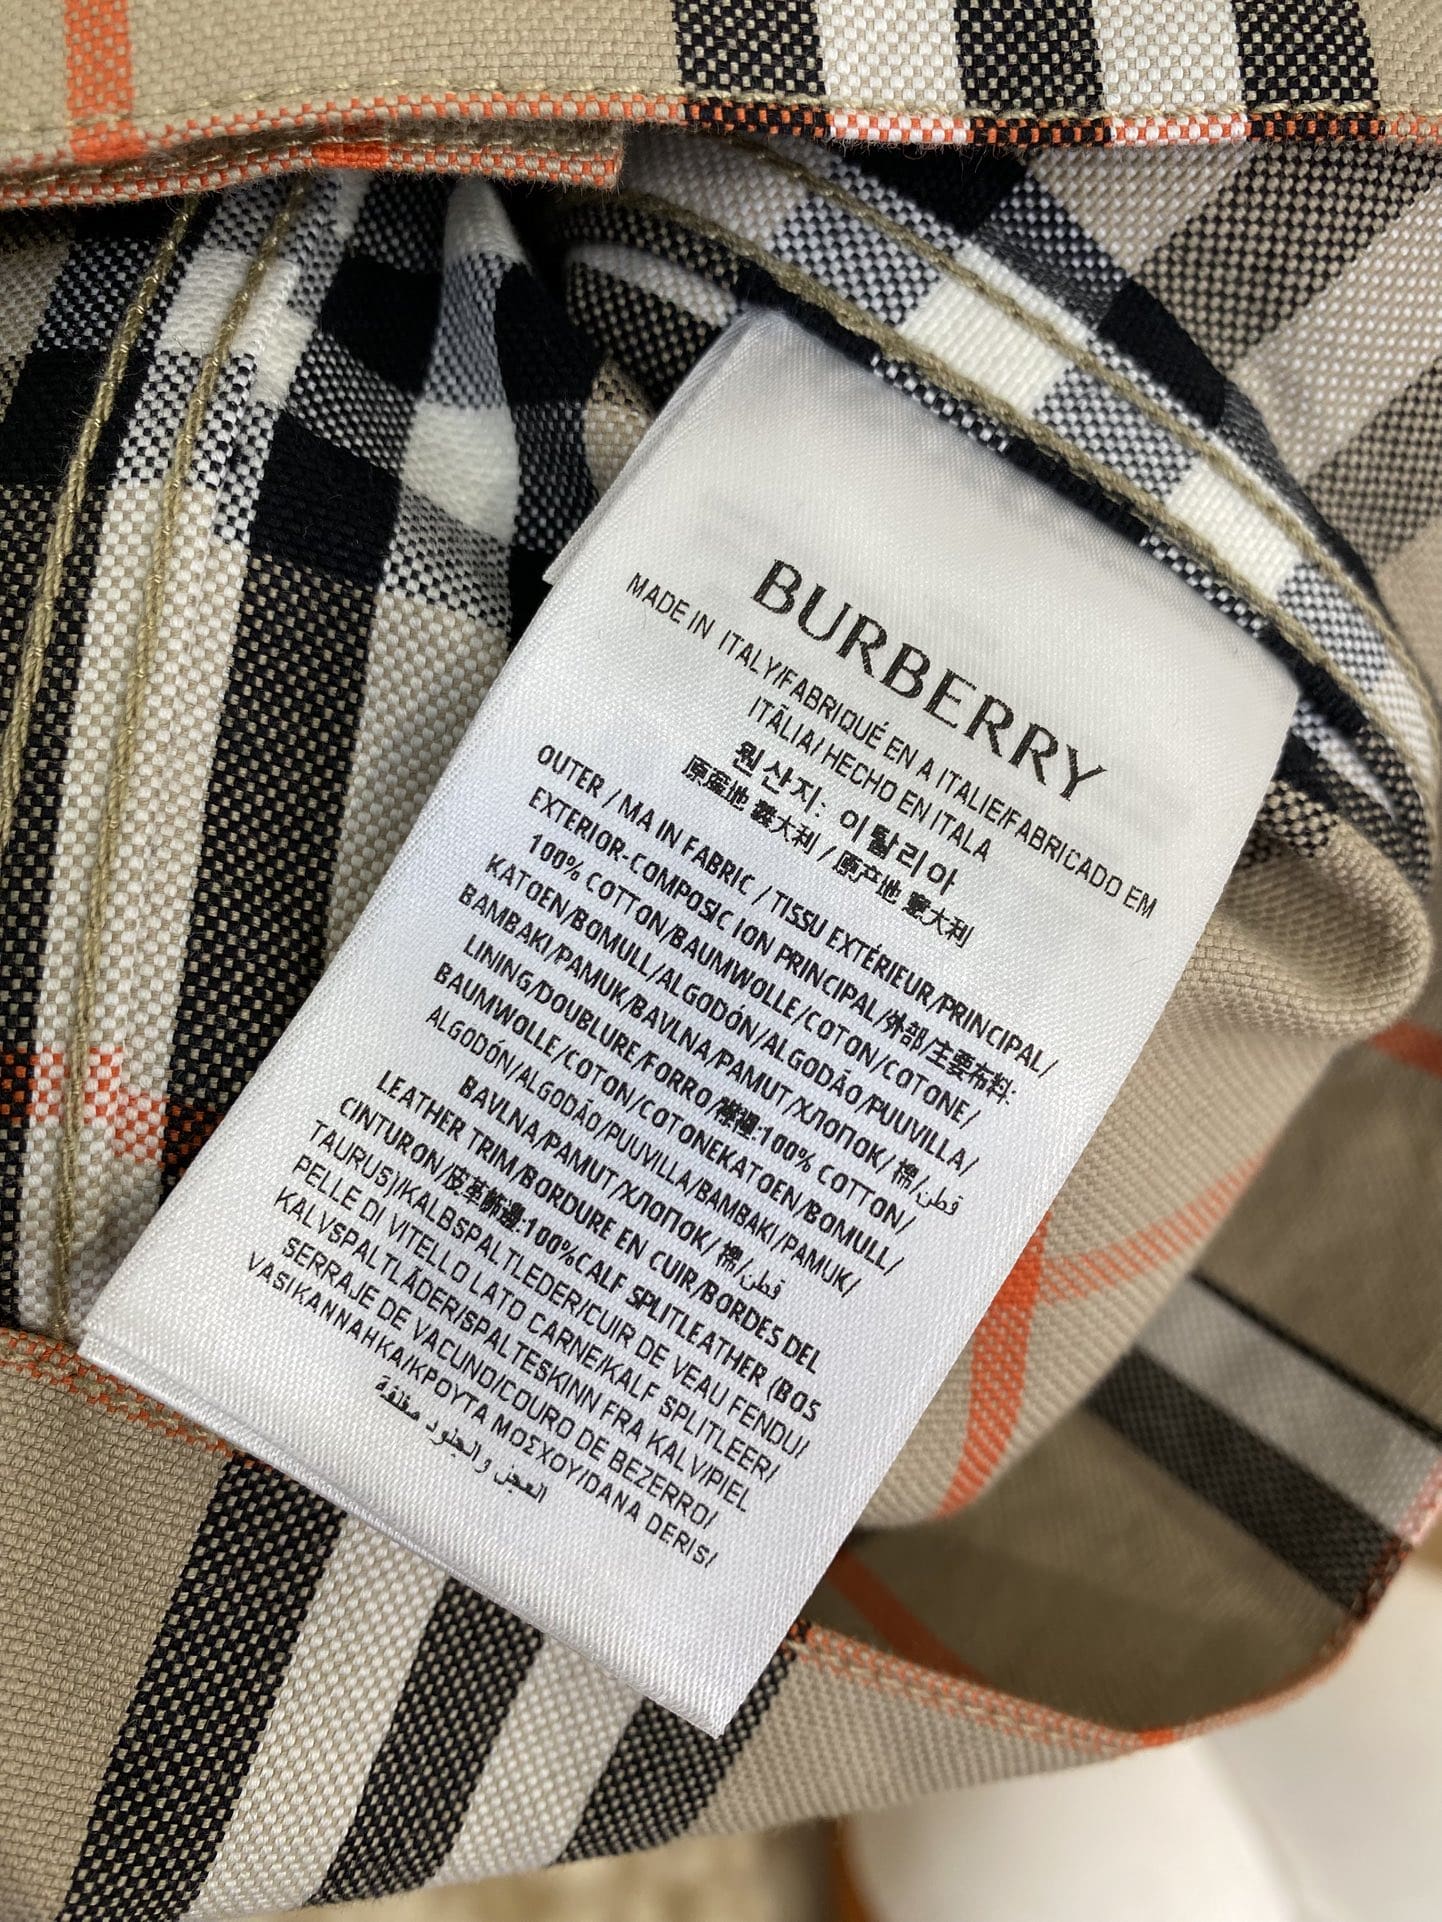 BURBERRY
MADE IN ITALY/FABRIQUÉ EN A ITALIE/FABRICADO EM
ITÃLIA/ HECHO EN ITALA
원산지: 이탈리아
原産地 義大利 / 原产地 意大利
OUTER / MA IN FABRIC / TISSU EXTÉRIEUR/PRINCIPAL/
EXTERIOR-COMPOSIC ION PRINCIPAL/外部/主要布料:
100% COTTON/BAUMWOLLE/COTON/COTONE/
KATOEN/BOMULL/ALGODÓN/ALGODÃO/PUUVILLA/
BAMBAKI/PAMUK/BAVLNA/PAMUT/ХЛОПОК/ 棉/ قطن/
LINING/DOUBLURE/FORRO/襯裡:100% COTTON/
BAUMWOLLE/COTON/COTONEKATOEN/BOMULL/
ALGODÓN/ALGODÃO/PUUVILLA/BAMBAKI/PAMUK/
BAVLNA/PAMUT/ХЛОПОК/ 棉/ قطن
LEATHER TRIM/BORDURE EN CUIR/BORDES DEL
CINTURON/皮革飾邊:100%CALF SPLITLEATHER (BOS
TAURUS)/KALBSPALTLEDER/CUIR DE VEAU FENDU/
PELLE DI VITELLO LATO CARNE/KALF SPLITLEER/
KALVSPALTLÄDER/SPALTESKINN FRA KALV/PIEL
SERRAJE DE VACUNO/COURO DE BEZERRO/
VASIKANNAHKA/ΚΡΟΥΤΑ ΜΟΣΧΟΥ/DANA DERIS/
العجل و الجلود مفلقة